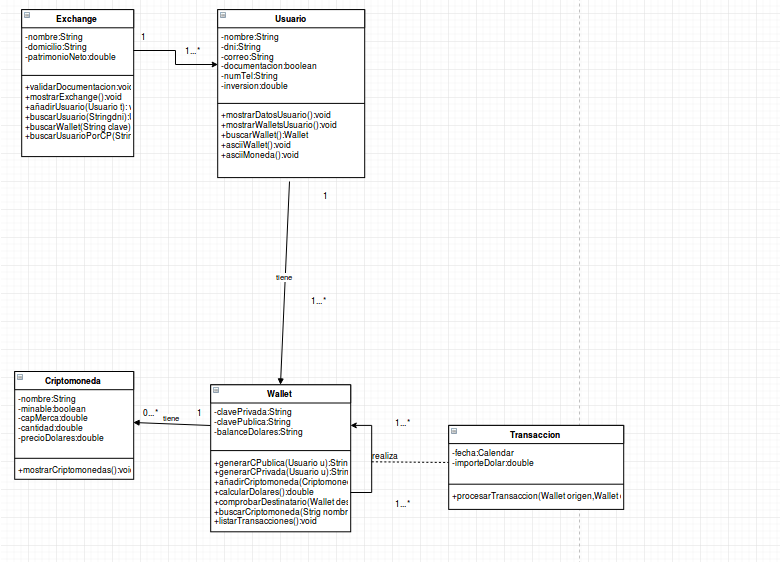 Exchange
-nombre:String
-domicilio:String
-patrimonioNeto:double
+validarDocumentacion:void
+mostrarExchange():void
+añadirUsuario(Usuario t): v
+buscarUsuario(Stringdni):
+buscarWallet(String clave)
+buscarUsuarioPorCP(Strin
1
1...*
Usuario
-nombre:String
-dni:String
-correo:String
-documentacion:boolean
-numTel:String
-inversion:double
+mostrarDatosUsuario():void
+mostrarWalletsUsuario():void
+buscarWallet():Wallet
+asciiWallet():void
+asciiMoneda():void
1
tiene
1...*
Criptomoneda
-nombre:String
-minable:boolean
-capMerca:double
-cantidad:double
-precioDolares:double
+mostrarCriptomonedas():voi
0...*
tiene
1
Wallet
-clavePrivada:String
-clavePublica:String
-balanceDolares:String
+generarCPublica(Usuario u):Strin
+generarCPrivada(Usuario u):Strin
+añadirCriptomoneda(Criptomone
+calcularDolares():double
+comprobarDestinatario(Wallet des
+buscarCriptomoneda(Strig nombr
+listarTransacciones():void
1...*
realiza
1...*
Transaccion
-fecha:Calendar
-importeDolar:double
+procesarTransaccion(Wallet origen,Wallet